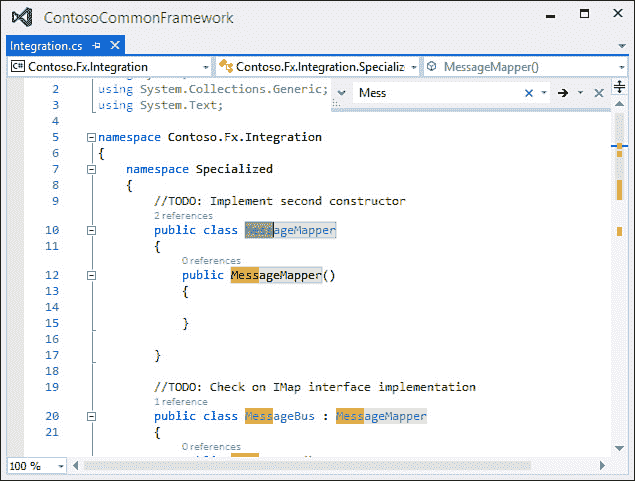 ContosoCommonFramework
Integration.cs
C# Contoso.Fx.Integration Contoso.Fx.Integration.Specialize MessageMapper()
Mess
2 using System.Collections.Generic;
3 using System.Text;
4
5 namespace Contoso.Fx.Integration
6 {
7 namespace Specialized
8 {
9 //TODO: Implement second constructor
2 references
10 public class MessageMapper
11 {
0 references
12 public MessageMapper()
13 {
14
15 }
16
17 }
18
19 //TODO: Check on IMap interface implementation
1 reference
20 public class MessageBus : MessageMapper
21 {
0 references
100 %